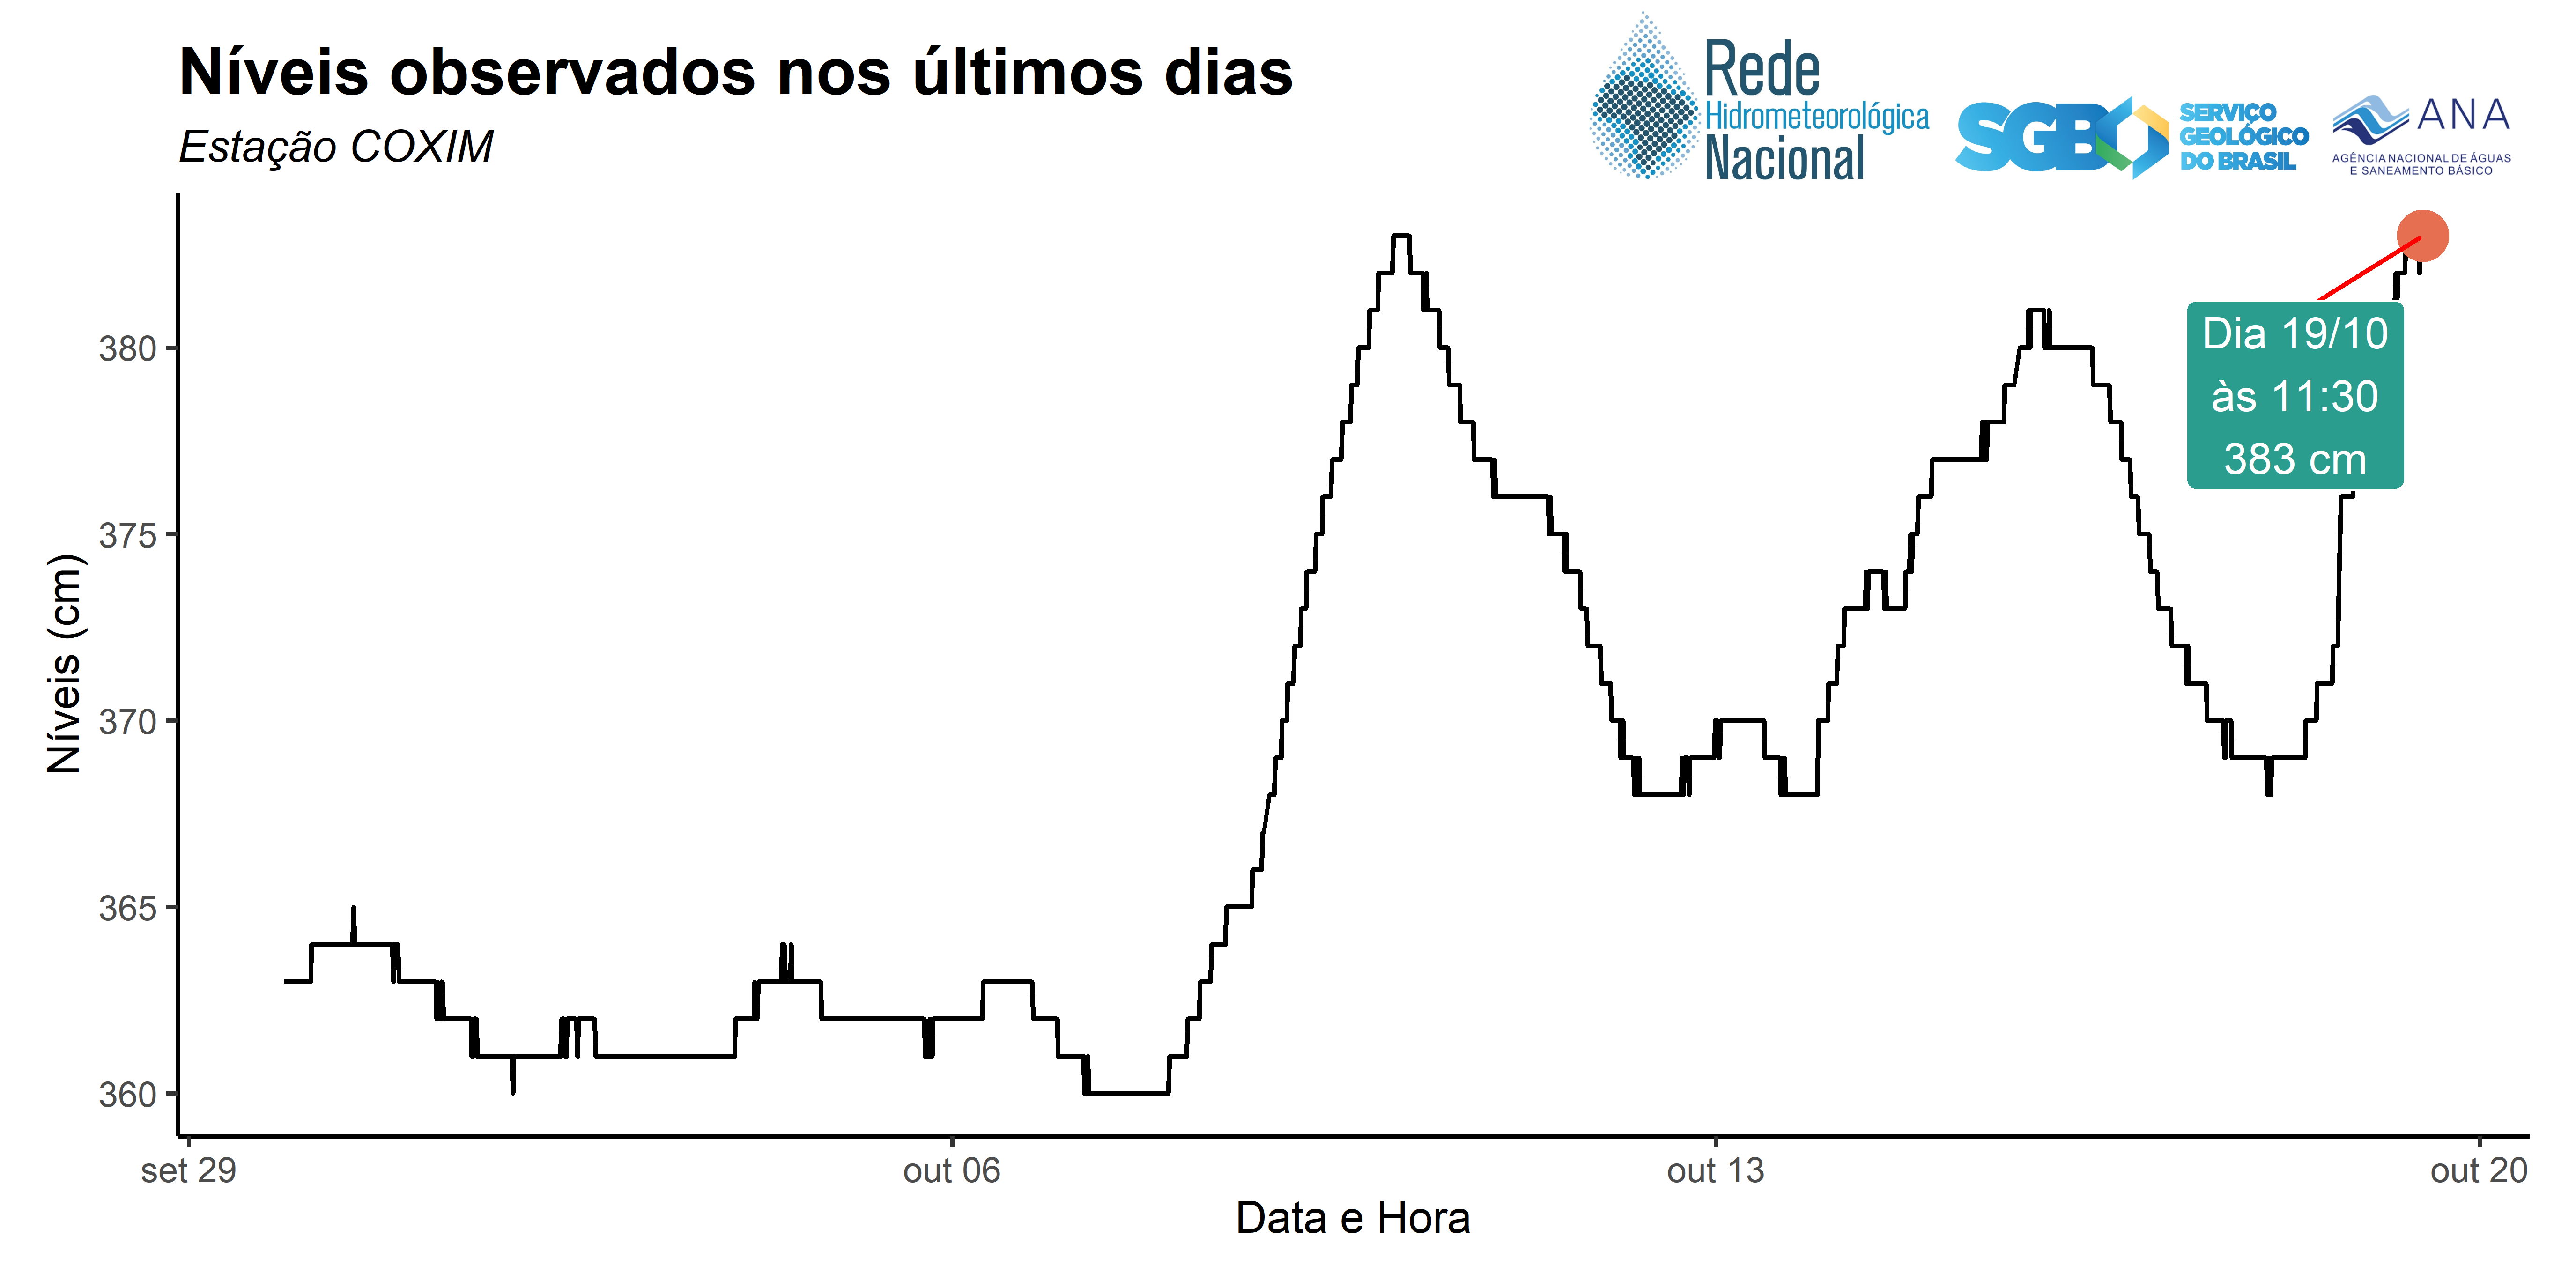 Níveis observados nos últimos dias
Estação COXIM
Rede
Hidrometeorológica
Nacional
SGB
SERVIÇO
GEOLÓGICO
DO BRASIL
ANA
AGÊNCIA NACIONAL DE ÁGUAS
E SANEAMENTO BÁSICO
Dia 19/10
às 11:30
383 cm
380
375
370
365
360
Níveis (cm)
set 29
out 06
out 13
out 20
Data e Hora